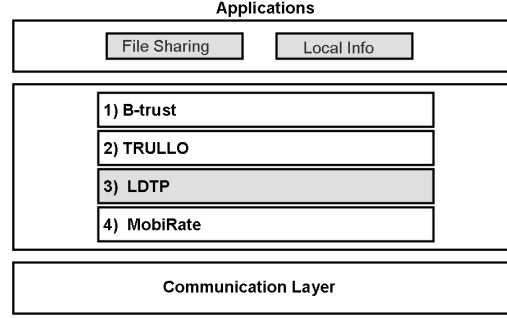 Applications
File Sharing
Local Info
1) B-trust
2) TRULLO
3) LDTP
4) MobiRate
Communication Layer